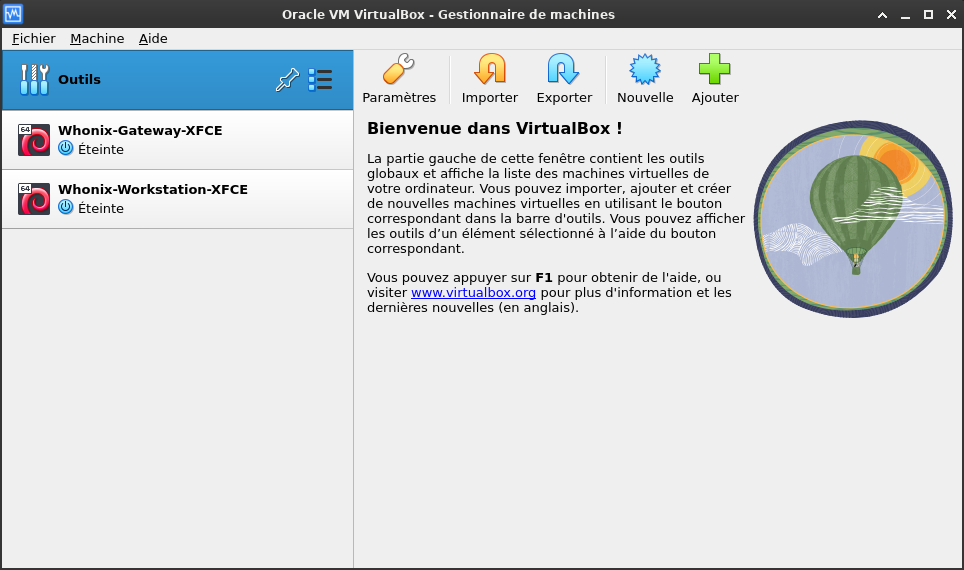 Oracle VM VirtualBox - Gestionnaire de machines
Fichier Machine Aide
Outils
Paramètres Importer Exporter Nouvelle Ajouter
64
Whonix-Gateway-XFCE
Éteinte
64
Whonix-Workstation-XFCE
Éteinte
Bienvenue dans VirtualBox !
La partie gauche de cette fenêtre contient les outils
globaux et affiche la liste des machines virtuelles de
votre ordinateur. Vous pouvez importer, ajouter et créer
de nouvelles machines virtuelles en utilisant le bouton
correspondant dans la barre d'outils. Vous pouvez afficher
les outils d’un élément sélectionné à l’aide du bouton
correspondant.
Vous pouvez appuyer sur F1 pour obtenir de l'aide, ou
visiter www.virtualbox.org pour plus d'information et les
dernières nouvelles (en anglais).